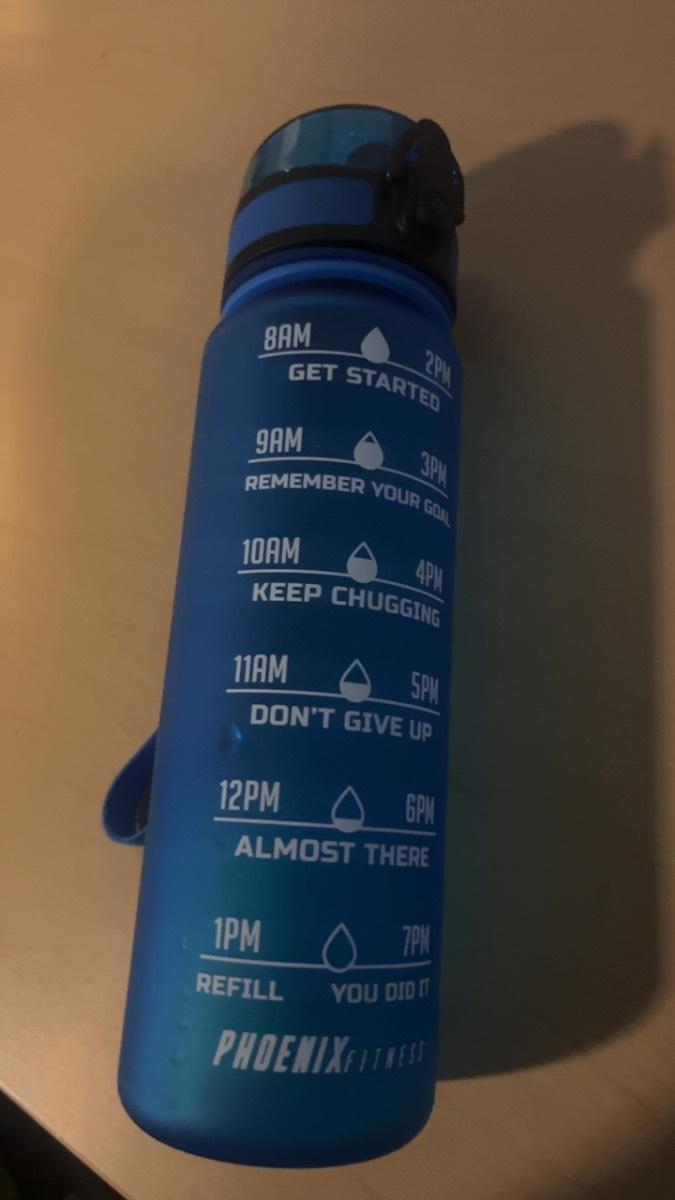 8AM 2PM
GET STARTED
9AM 3PM
REMEMBER YOUR GOAL
10AM 4PM
KEEP CHUGGING
11AM 5PM
DON'T GIVE UP
12PM 6PM
ALMOST THERE
1PM 7PM
REFILL YOU DID IT
PHOENIX FITNESS